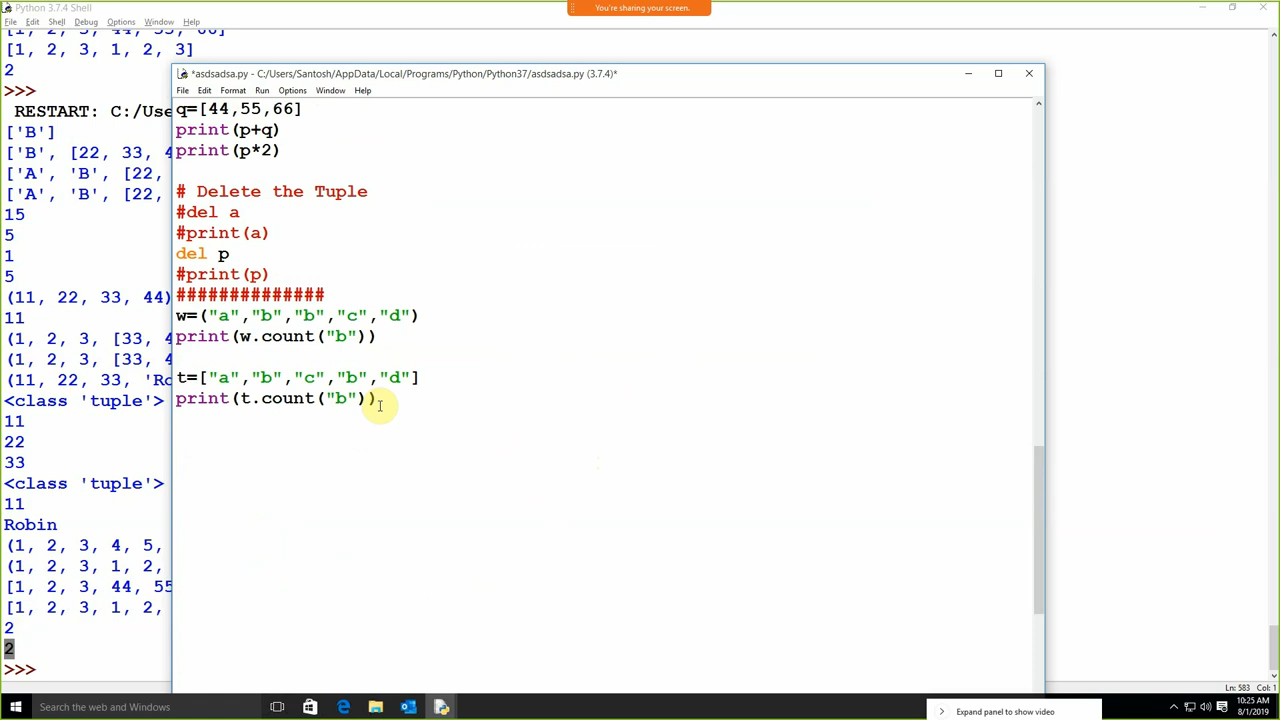 Python 3.7.4 Shell
You're sharing your screen.
File Edit Shell Debug Options Window Help
[1, 2, 3, 44, 55, 66]
[1, 2, 3, 1, 2, 3]
2
>>>
RESTART: C:/Use
['B']
['B', [22, 33, 4
['A', 'B', [22,
['A', 'B', [22,
15
5
1
5
(11, 22, 33, 44)
11
(1, 2, 3, [33, 4
(1, 2, 3, [33, 4
(11, 22, 33, 'Ro
<class 'tuple'>
11
22
33
<class 'tuple'>
11
Robin
(1, 2, 3, 4, 5,
(1, 2, 3, 1, 2,
[1, 2, 3, 44, 55
[1, 2, 3, 1, 2,
2
2
>>>
*asdsadsa.py - C:/Users/Santosh/AppData/Local/Programs/Python/Python37/asdsadsa.py (3.7.4)*
File Edit Format Run Options Window Help
q=[44,55,66]
print(p+q)
print(p*2)
# Delete the Tuple
#del a
#print(a)
del p
#print(p)
##############
w=("a","b","b","c","d")
print(w.count("b"))
t=["a","b","c","b","d"]
print(t.count("b"))
Ln: 583 Col: 1
Search the web and Windows
Expand panel to show video
10:25 AM
8/1/2019